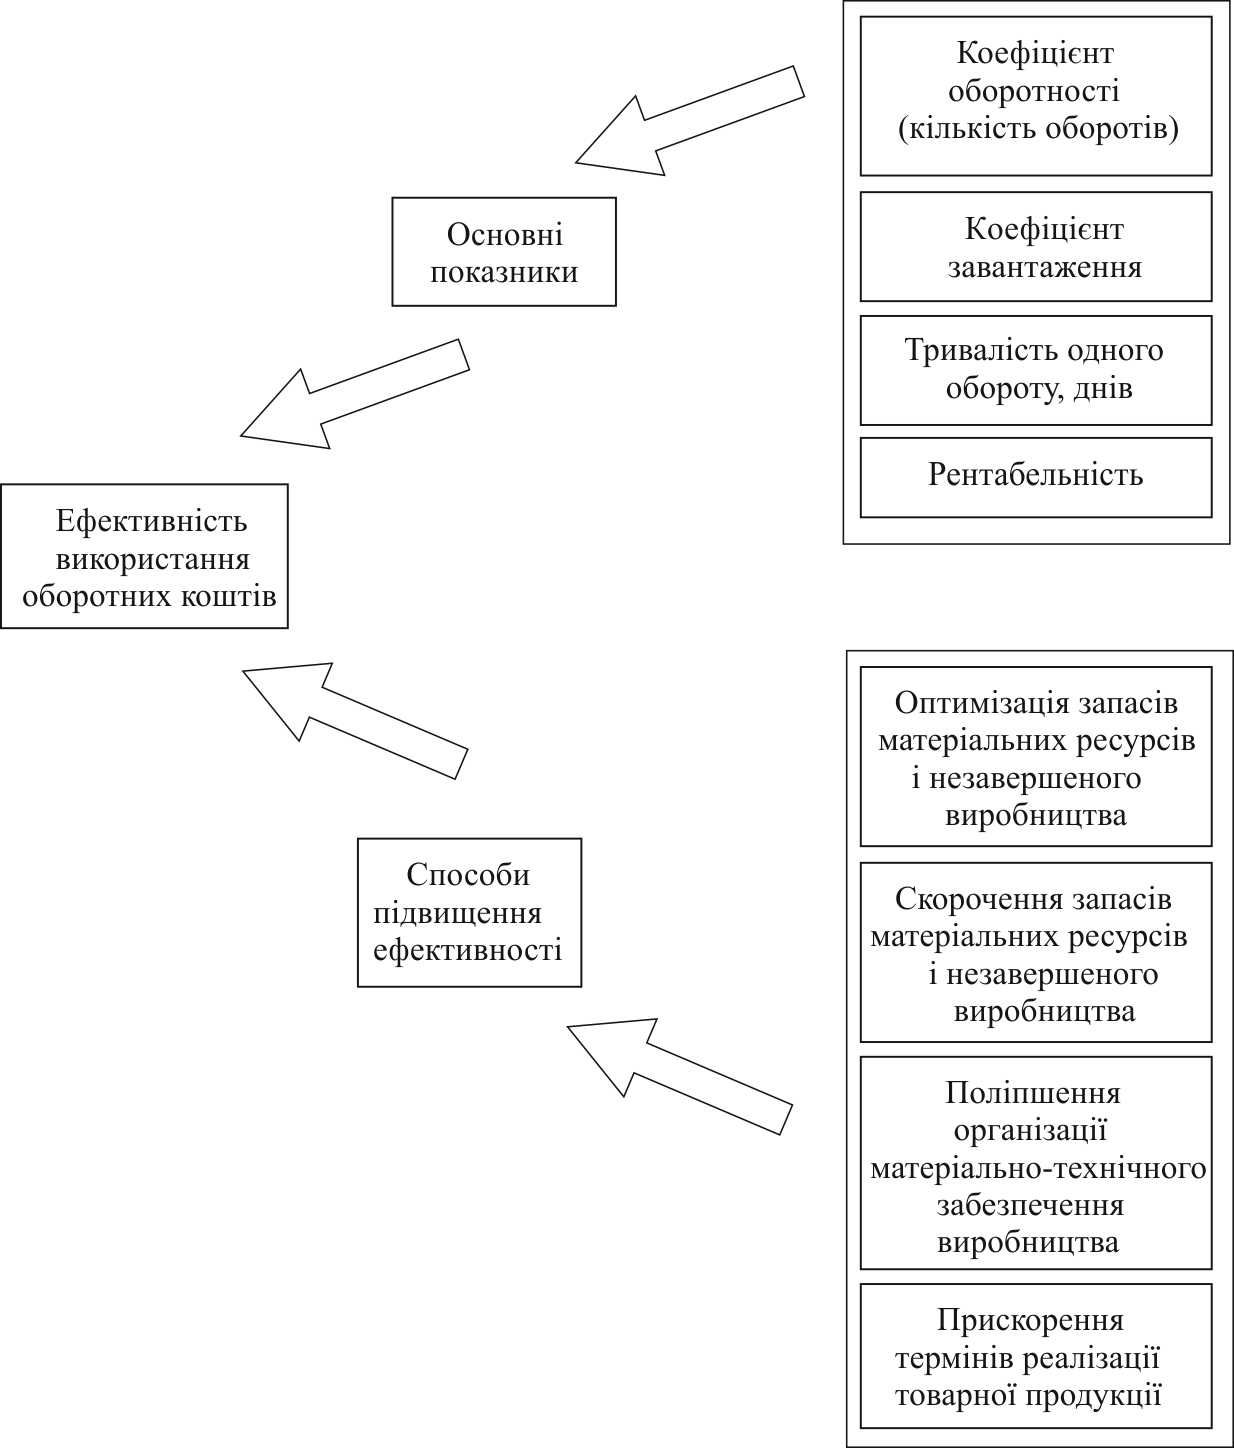 Коефіцієнт
оборотності
(кількість оборотів)
Коефіцієнт
завантаження
Тривалість одного
обороту, днів
Рентабельність
Основні
показники
Ефективність
використання
оборотних коштів
Способи
підвищення
ефективності
Оптимізація запасів
матеріальних ресурсів
і незавершеного
виробництва
Скорочення запасів
матеріальних ресурсів
і незавершеного
виробництва
Поліпшення
організації
матеріально-технічного
забезпечення
виробництва
Прискорення
термінів реалізації
товарної продукції